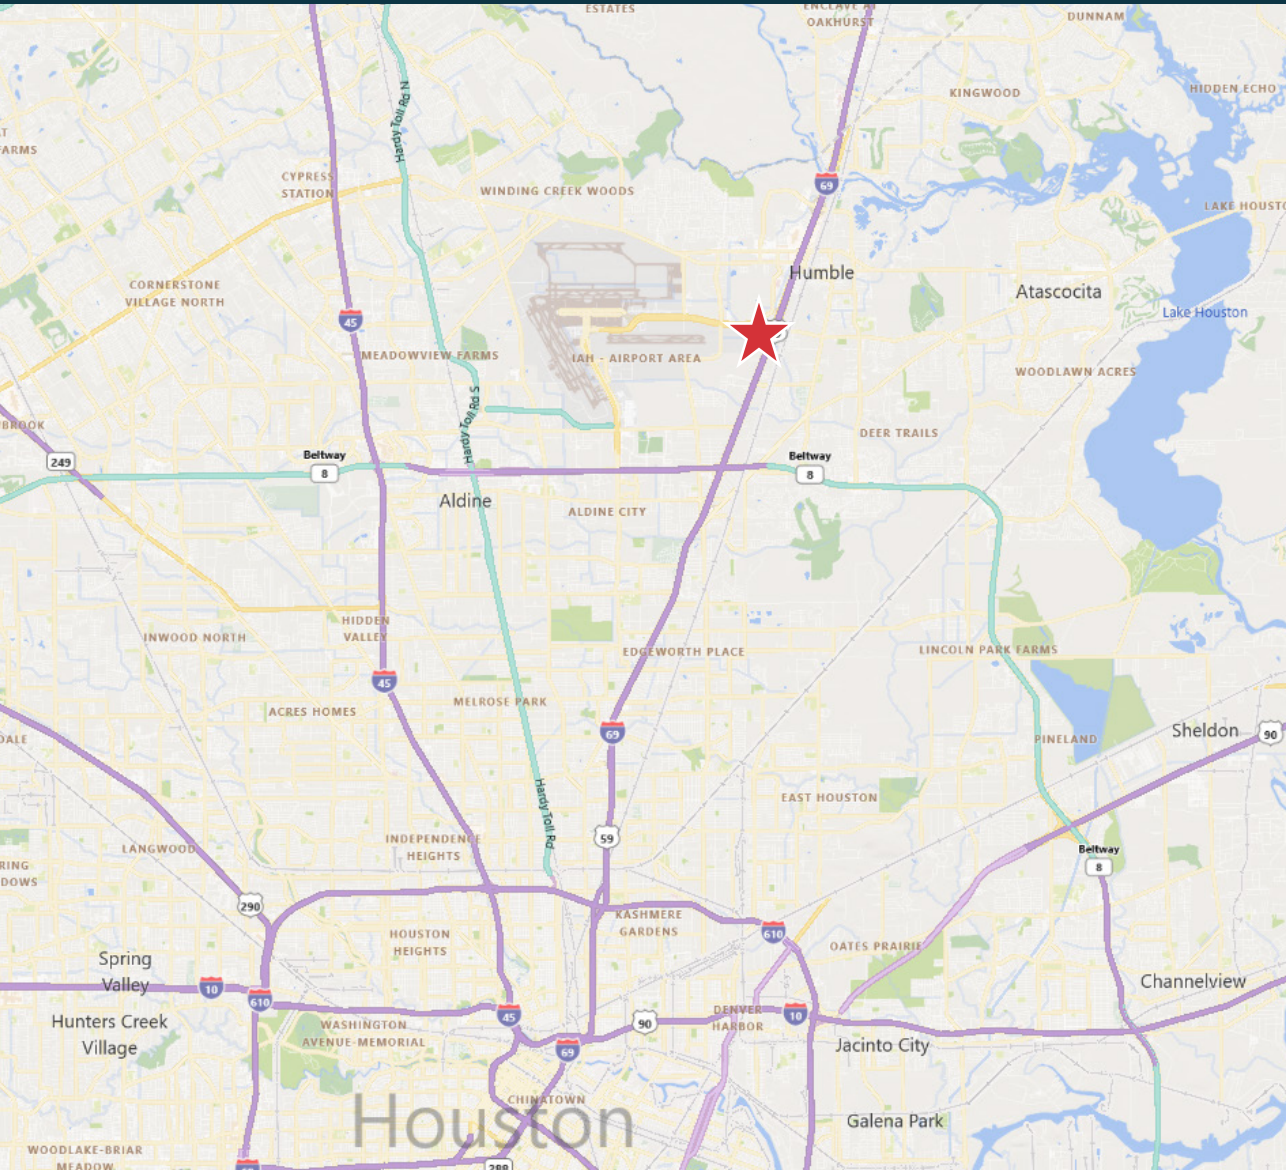 ESTATES
ENCLAVE AT
OAKHURST
DUNNAM
KINGWOOD
HIDDEN ECHO
Hardy Toll Rd N
FARMS
CYPRESS
STATION
WINDING CREEK WOODS
69
Humble
CORNERSTONE
VILLAGE NORTH
Atascocita
Lake Houston
45
MEADOWVIEW FARMS
IAH - AIRPORT AREA
WOODLAWN ACRES
Hardy Toll Rd S
BROOK
DEER TRAILS
249
Beltway
8
Beltway
8
Aldine
ALDINE CITY
HIDDEN
VALLEY
INWOOD NORTH
EDGEWORTH PLACE
LINCOLN PARK FARMS
45
ACRES HOMES
MELROSE PARK
69
Sheldon
90
DALE
PINELAND
Hardy Toll Rd
EAST HOUSTON
59
INDEPENDENCE
HEIGHTS
LANGWOOD
Beltway
8
RING
DOWS
290
KASHMERE
GARDENS
HOUSTON
HEIGHTS
610
OATES PRAIRIE
Spring
Valley
10
610
Channelview
45
90
DENVER
HARBOR
10
Hunters Creek
Village
WASHINGTON
AVENUE-MEMORIAL
69
Jacinto City
CHINATOWN
Houston
Galena Park
WOODLAKE-BRIAR
MEADOW
288